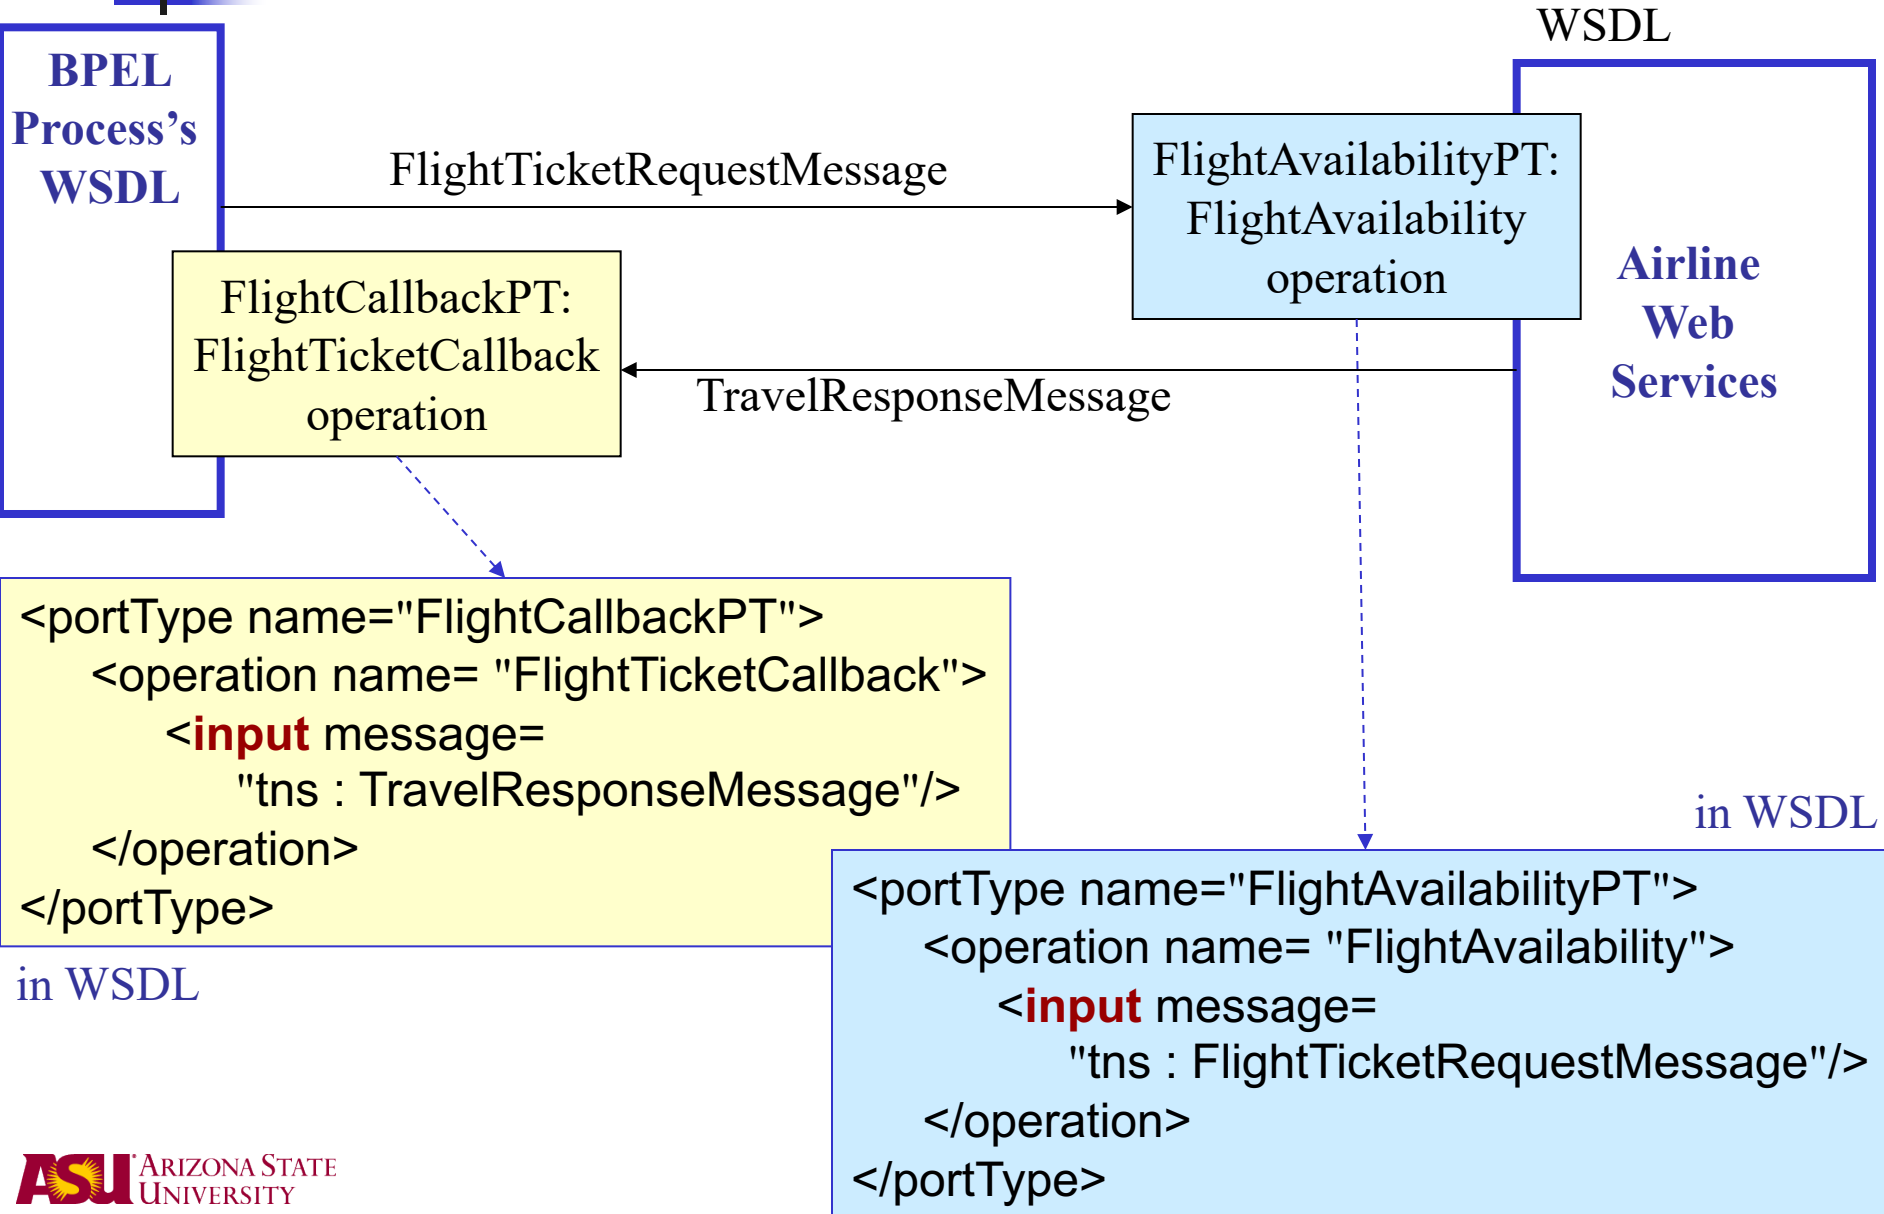 WSDL
BPEL
Process’s
WSDL
FlightTicketRequestMessage
FlightAvailabilityPT:
FlightAvailability
operation
FlightCallbackPT:
FlightTicketCallback
operation
TravelResponseMessage
Airline
Web
Services
<portType name="FlightCallbackPT">
<operation name= "FlightTicketCallback">
<input message=
"tns : TravelResponseMessage"/>
</operation>
</portType>
in WSDL
in WSDL
<portType name="FlightAvailabilityPT">
<operation name= "FlightAvailability">
<input message=
"tns : FlightTicketRequestMessage"/>
</operation>
</portType>
ASU ARIZONA STATE
UNIVERSITY